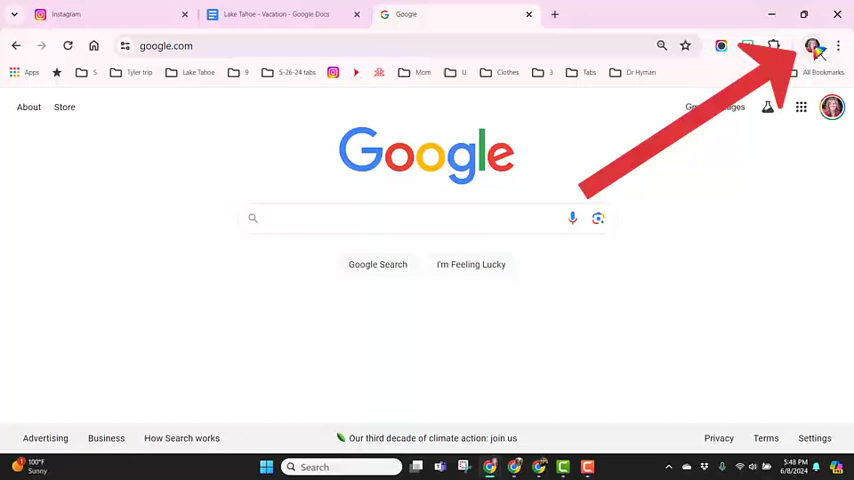 Instagram
Lake Tahoe - Vacation - Google Docs
Google
google.com
Apps
S
Tyler trip
Lake Tahoe
9
5-26-24 tabs
Mom
U
Clothes
3
Tabs
Dr Hyman
All Bookmarks
About
Store
Google
Google Search
I'm Feeling Lucky
Our third decade of climate action: join us
Advertising
Business
How Search works
Privacy
Terms
Settings
100°F
Sunny
Search
5:48 PM
6/8/2024